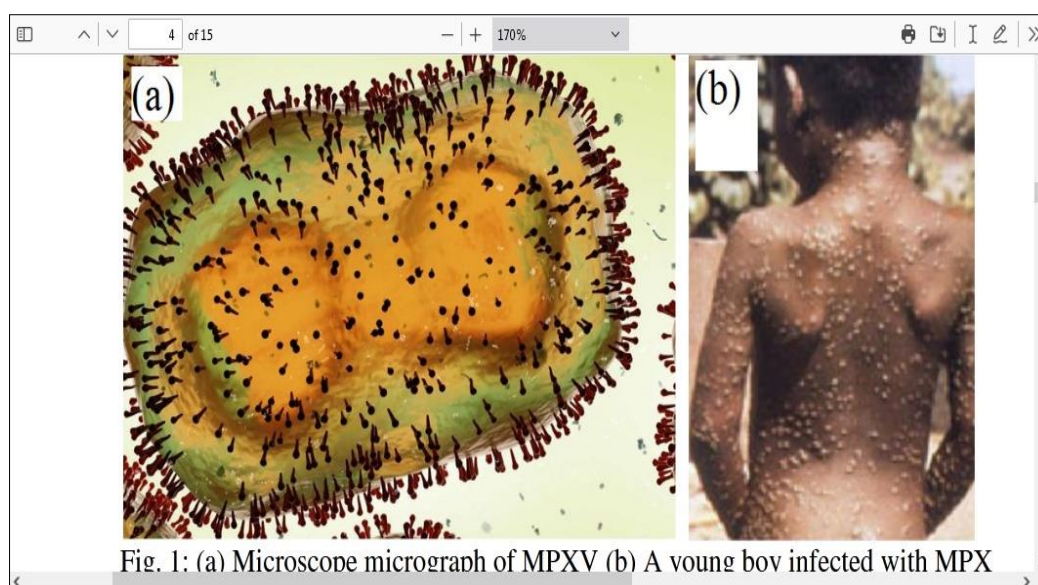 4 of 15
170%
(a)
(b)
Fig. 1: (a) Microscope micrograph of MPXV (b) A young boy infected with MPX